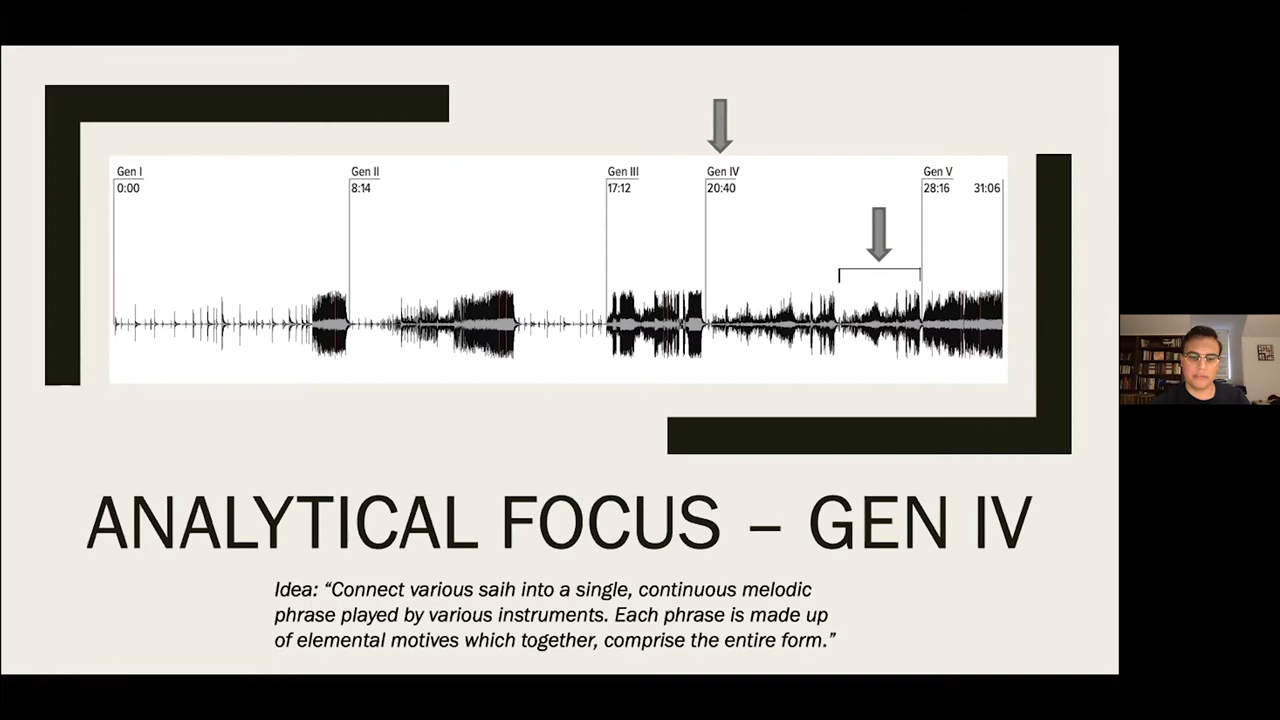 Gen I
0:00
Gen II
8:14
Gen III
17:12
Gen IV
20:40
Gen V
28:16
31:06
ANALYTICAL FOCUS – GEN IV
Idea: “Connect various saih into a single, continuous melodic
phrase played by various instruments. Each phrase is made up
of elemental motives which together, comprise the entire form.”